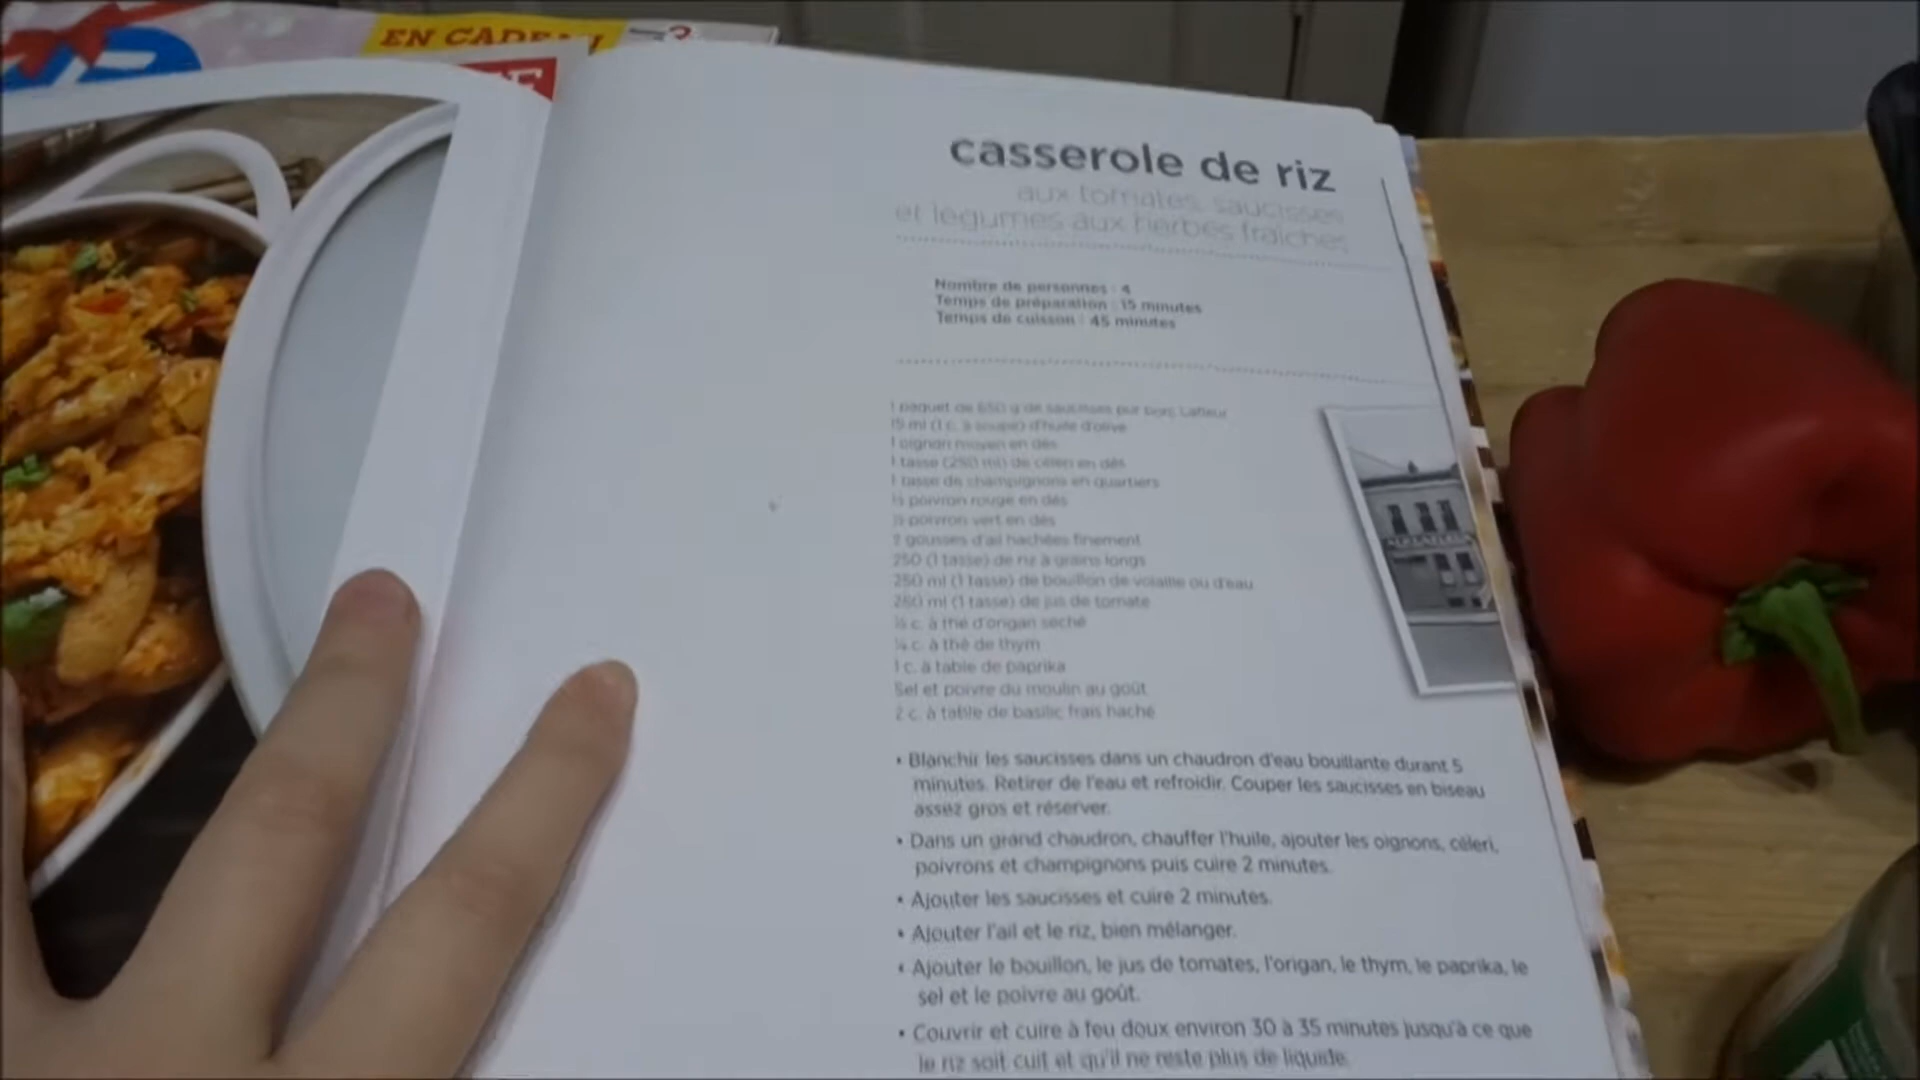 EN CADEAU
casserole de riz
aux tomates, saucisses
et légumes aux herbes fraîches
Nombre de personnes : 4
Temps de préparation : 15 minutes
Temps de cuisson : 45 minutes
1 paquet de 650 g de saucisses pur porc Lafleur
15 ml (1 c. à soupe) d'huile d'olive
1 oignon moyen en dés
1 tasse (250 ml) de céleri en dés
1 tasse de champignons en quartiers
½ poivron rouge en dés
½ poivron vert en dés
2 gousses d'ail hachées finement
250 (1 tasse) de riz à grains longs
250 ml (1 tasse) de bouillon de volaille ou d'eau
250 ml (1 tasse) de jus de tomate
c. à thé d'origan séché
c. à thé de thym
1 c. à table de paprika
Sel et poivre du moulin au goût
2 c. à table de basilic frais haché
• Blanchir les saucisses dans un chaudron d'eau bouillante durant 5
minutes. Retirer de l'eau et refroidir. Couper les saucisses en biseau
assez gros et réserver.
• Dans un grand chaudron, chauffer l'huile, ajouter les oignons, céleri,
poivrons et champignons puis cuire 2 minutes.
• Ajouter les saucisses et cuire 2 minutes.
• Ajouter l'ail et le riz, bien mélanger.
• Ajouter le bouillon, le jus de tomates, l'origan, le thym, le paprika, le
sel et le poivre au goût.
• Couvrir et cuire à feu doux environ 30 à 35 minutes jusqu'à ce que
le riz soit cuit et qu'il ne reste plus de liquide.